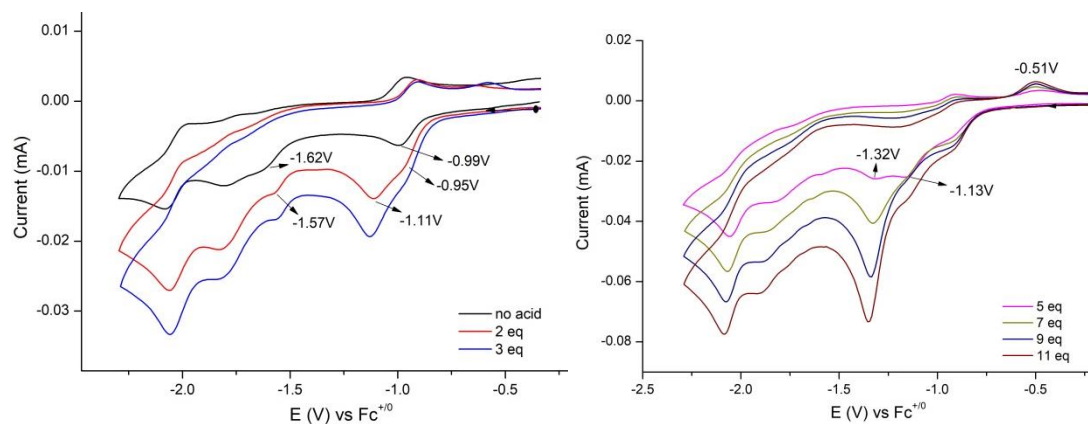 0.01
0.00
-0.01
-0.02
-0.03
Current (mA)
-1.62V
-0.99V
-0.95V
-1.57V
-1.11V
no acid
2 eq
3 eq
-2.0
-1.5
-1.0
-0.5
E (V) vs Fc+/0
0.02
0.00
-0.02
-0.04
-0.06
-0.08
Current (mA)
-0.51V
-1.32V
-1.13V
5 eq
7 eq
9 eq
11 eq
-2.5
-2.0
-1.5
-1.0
-0.5
E (V) vs Fc+/0